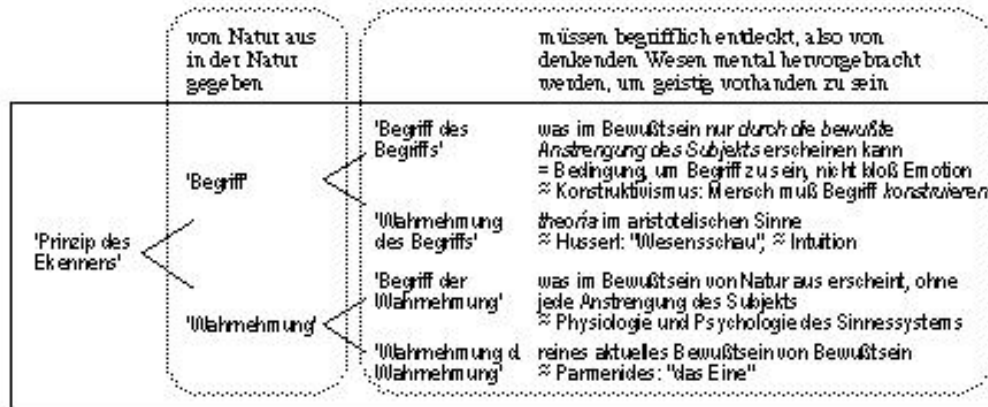 von Natur aus
in der Natur
gegeben
müssen begrifflich entdeckt, also von
denkenden Wesen mental hervorgebracht
werden, um geistig vorhanden zu sein
'Prinzip des
Ekennens'
'Begriff'
'Wahrnehmung'
'Begriff des
Begriffs'
was im Bewußtsein nur durch die bewußte
Anstrengung des Subjekts erscheinen kann
= Bedingung, um Begriff zu sein, nicht bloß Emotion
≈ Konstruktivismus: Mensch muß Begriff konstruieren
'Wahrnehmung
des Begriffs'
theoría im aristotelischen Sinne
≈ Husserl: "Wesensschau"; ≈ Intuition
'Begriff der
Wahrnehmung'
was im Bewußtsein von Natur aus erscheint, ohne
jede Anstrengung des Subjekts
≈ Physiologie und Psychologie des Sinnessystems
'Wahrnehmung d.
Wahrnehmung'
reines aktuelles Bewußtsein von Bewußtsein
≈ Parmenides: "das Eine"